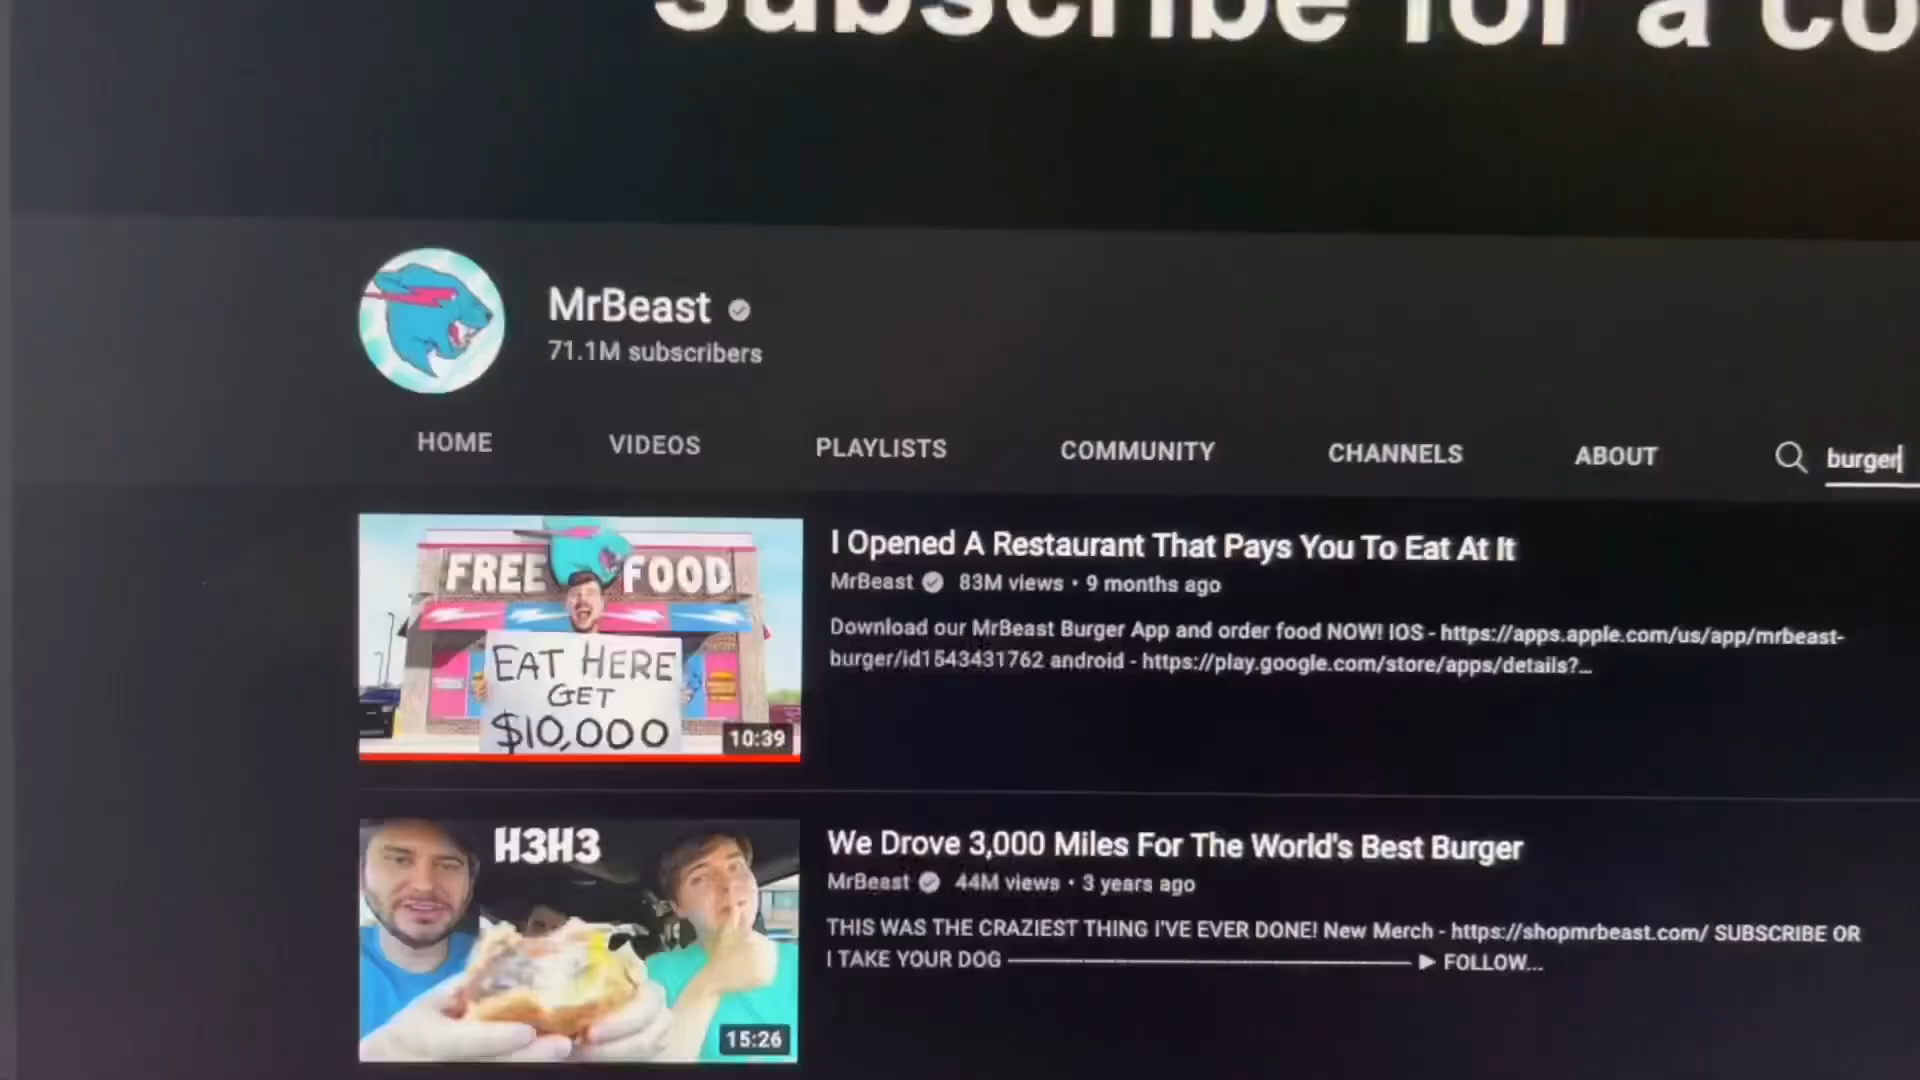 subscribe for a co
MrBeast
71.1M subscribers
HOME VIDEOS PLAYLISTS COMMUNITY CHANNELS ABOUT burger
FREE FOOD
EAT HERE
GET
$10,000
10:39
I Opened A Restaurant That Pays You To Eat At It
MrBeast 83M views • 9 months ago
Download our MrBeast Burger App and order food NOW! IOS - https://apps.apple.com/us/app/mrbeast-
burger/id1543431762 android - https://play.google.com/store/apps/details?...
H3H3
15:26
We Drove 3,000 Miles For The World's Best Burger
MrBeast 44M views • 3 years ago
THIS WAS THE CRAZIEST THING I'VE EVER DONE! New Merch - https://shopmrbeast.com/ SUBSCRIBE OR
I TAKE YOUR DOG ——————————► FOLLOW...